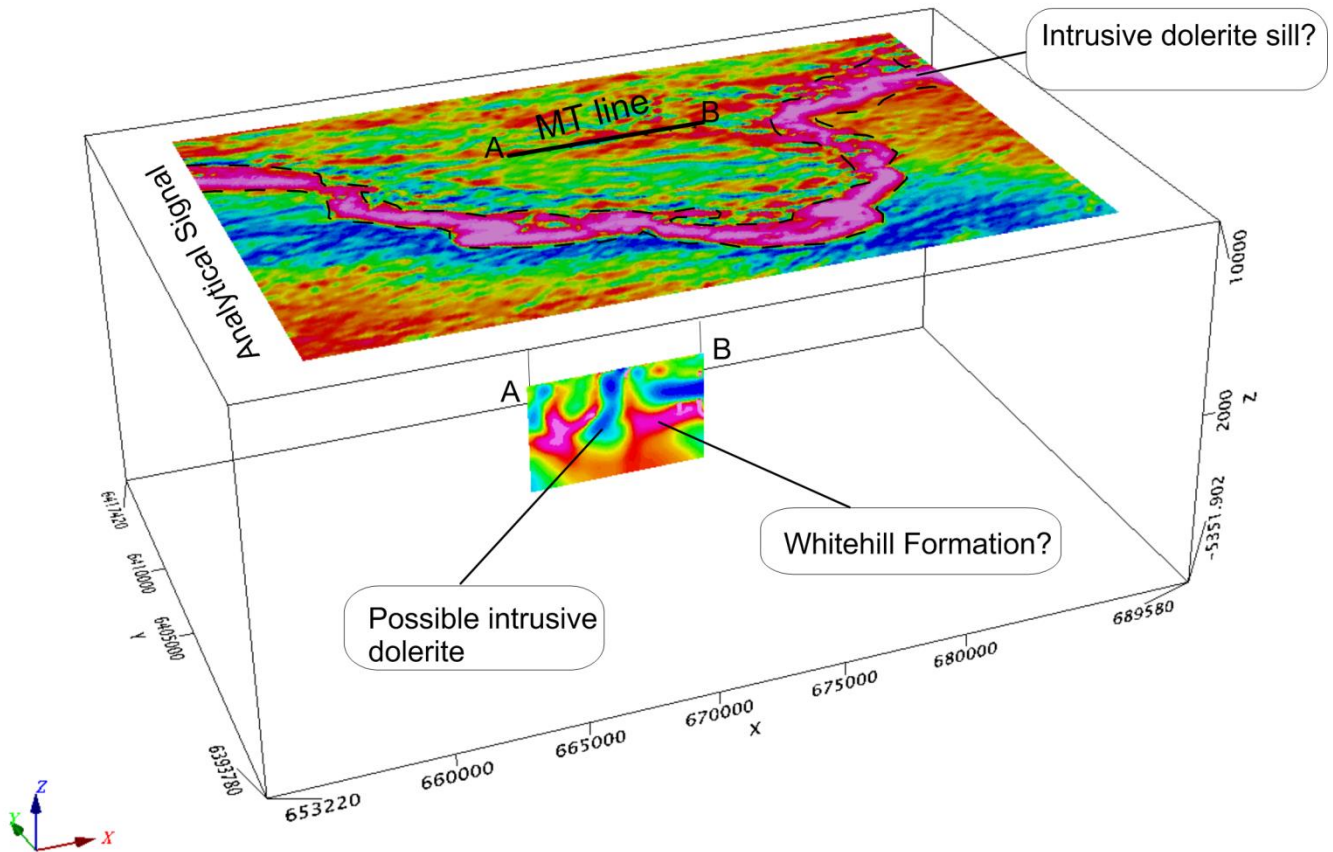 Intrusive dolerite sill?
MT line
A
B
Analytical Signal
10000
2000
Z
-5351.902
A
B
Whitehill Formation?
Possible intrusive
dolerite
6417420
6410000
6405000
Y
6393780
653220
660000
665000
670000
X
675000
680000
689580
Z
Y
X